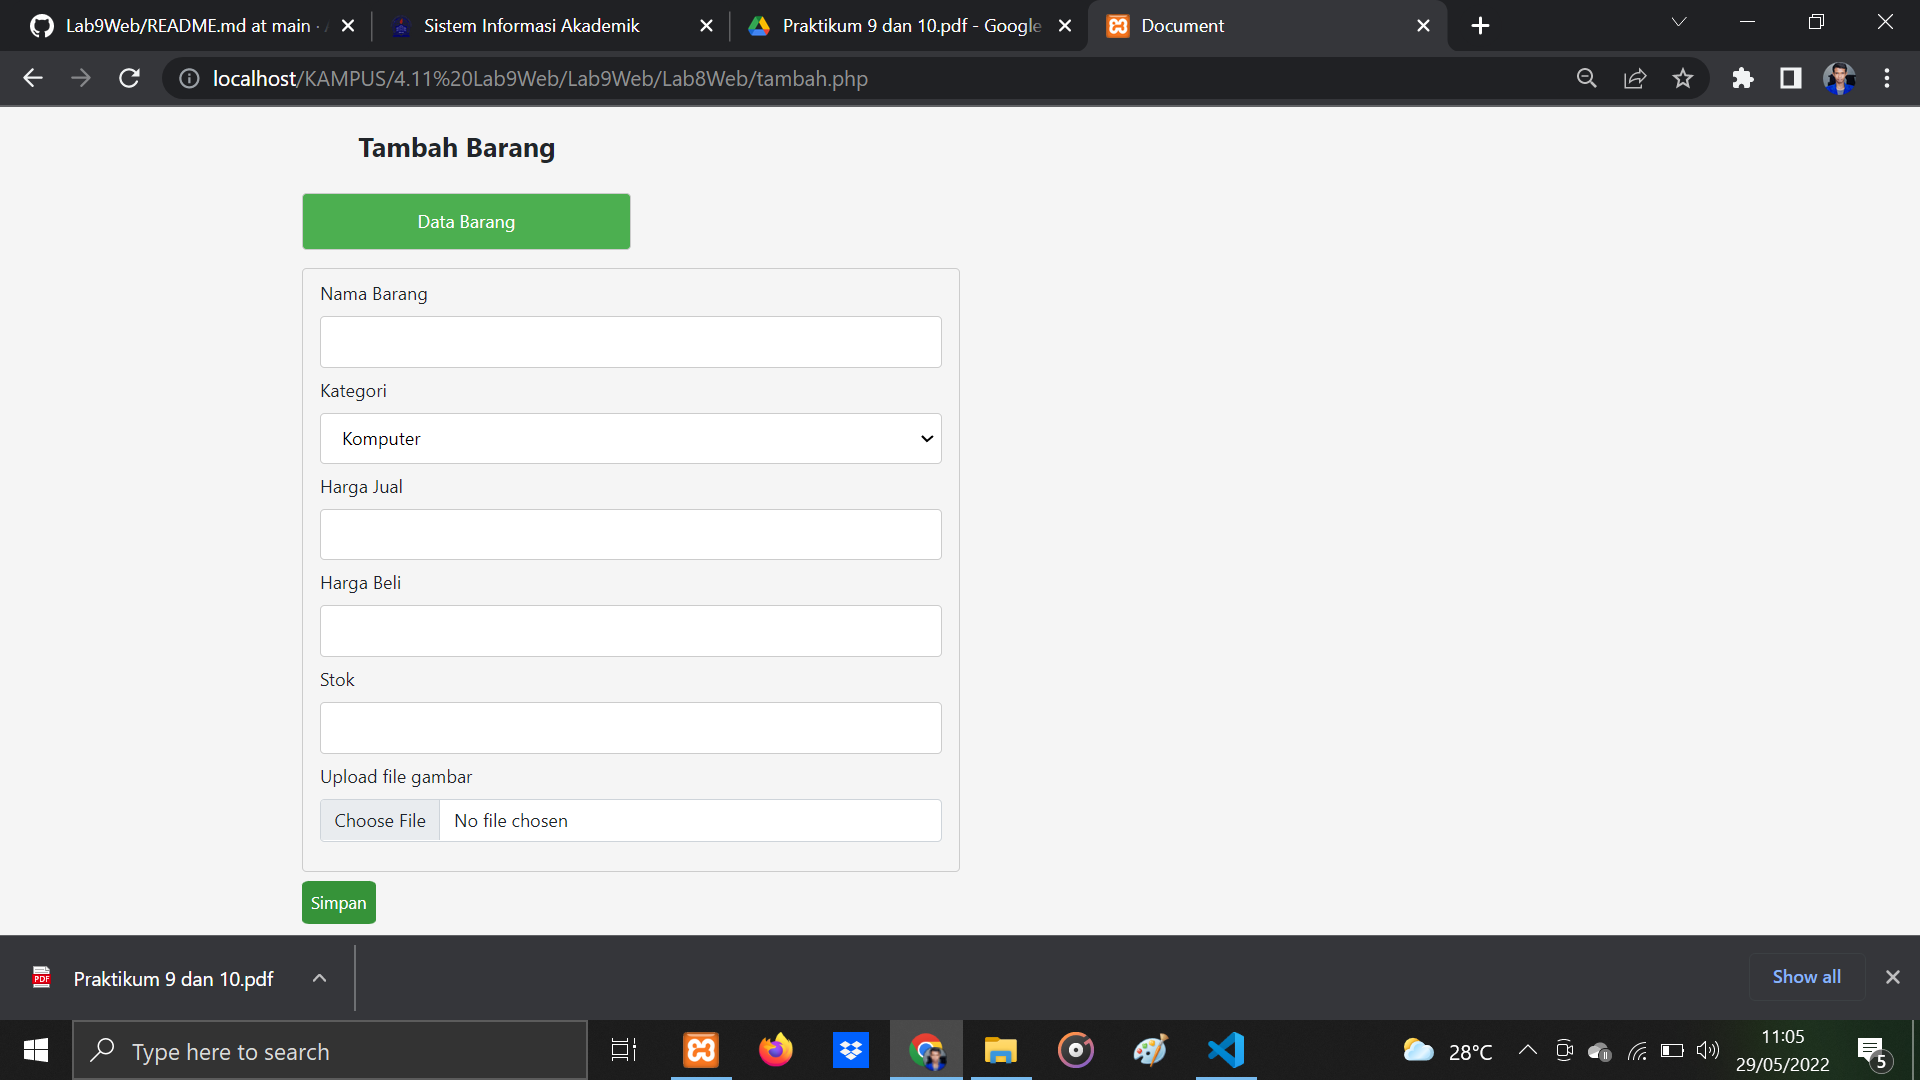 Lab9Web/README.md at main ·
Sistem Informasi Akademik
Praktikum 9 dan 10.pdf - Google
Document
localhost/KAMPUS/4.11%20Lab9Web/Lab9Web/Lab8Web/tambah.php
Tambah Barang
Data Barang
Nama Barang
Kategori
Komputer
Harga Jual
Harga Beli
Stok
Upload file gambar
Choose File No file chosen
Simpan
PDF
Praktikum 9 dan 10.pdf
Show all
Type here to search
28°C
11:05
29/05/2022
5